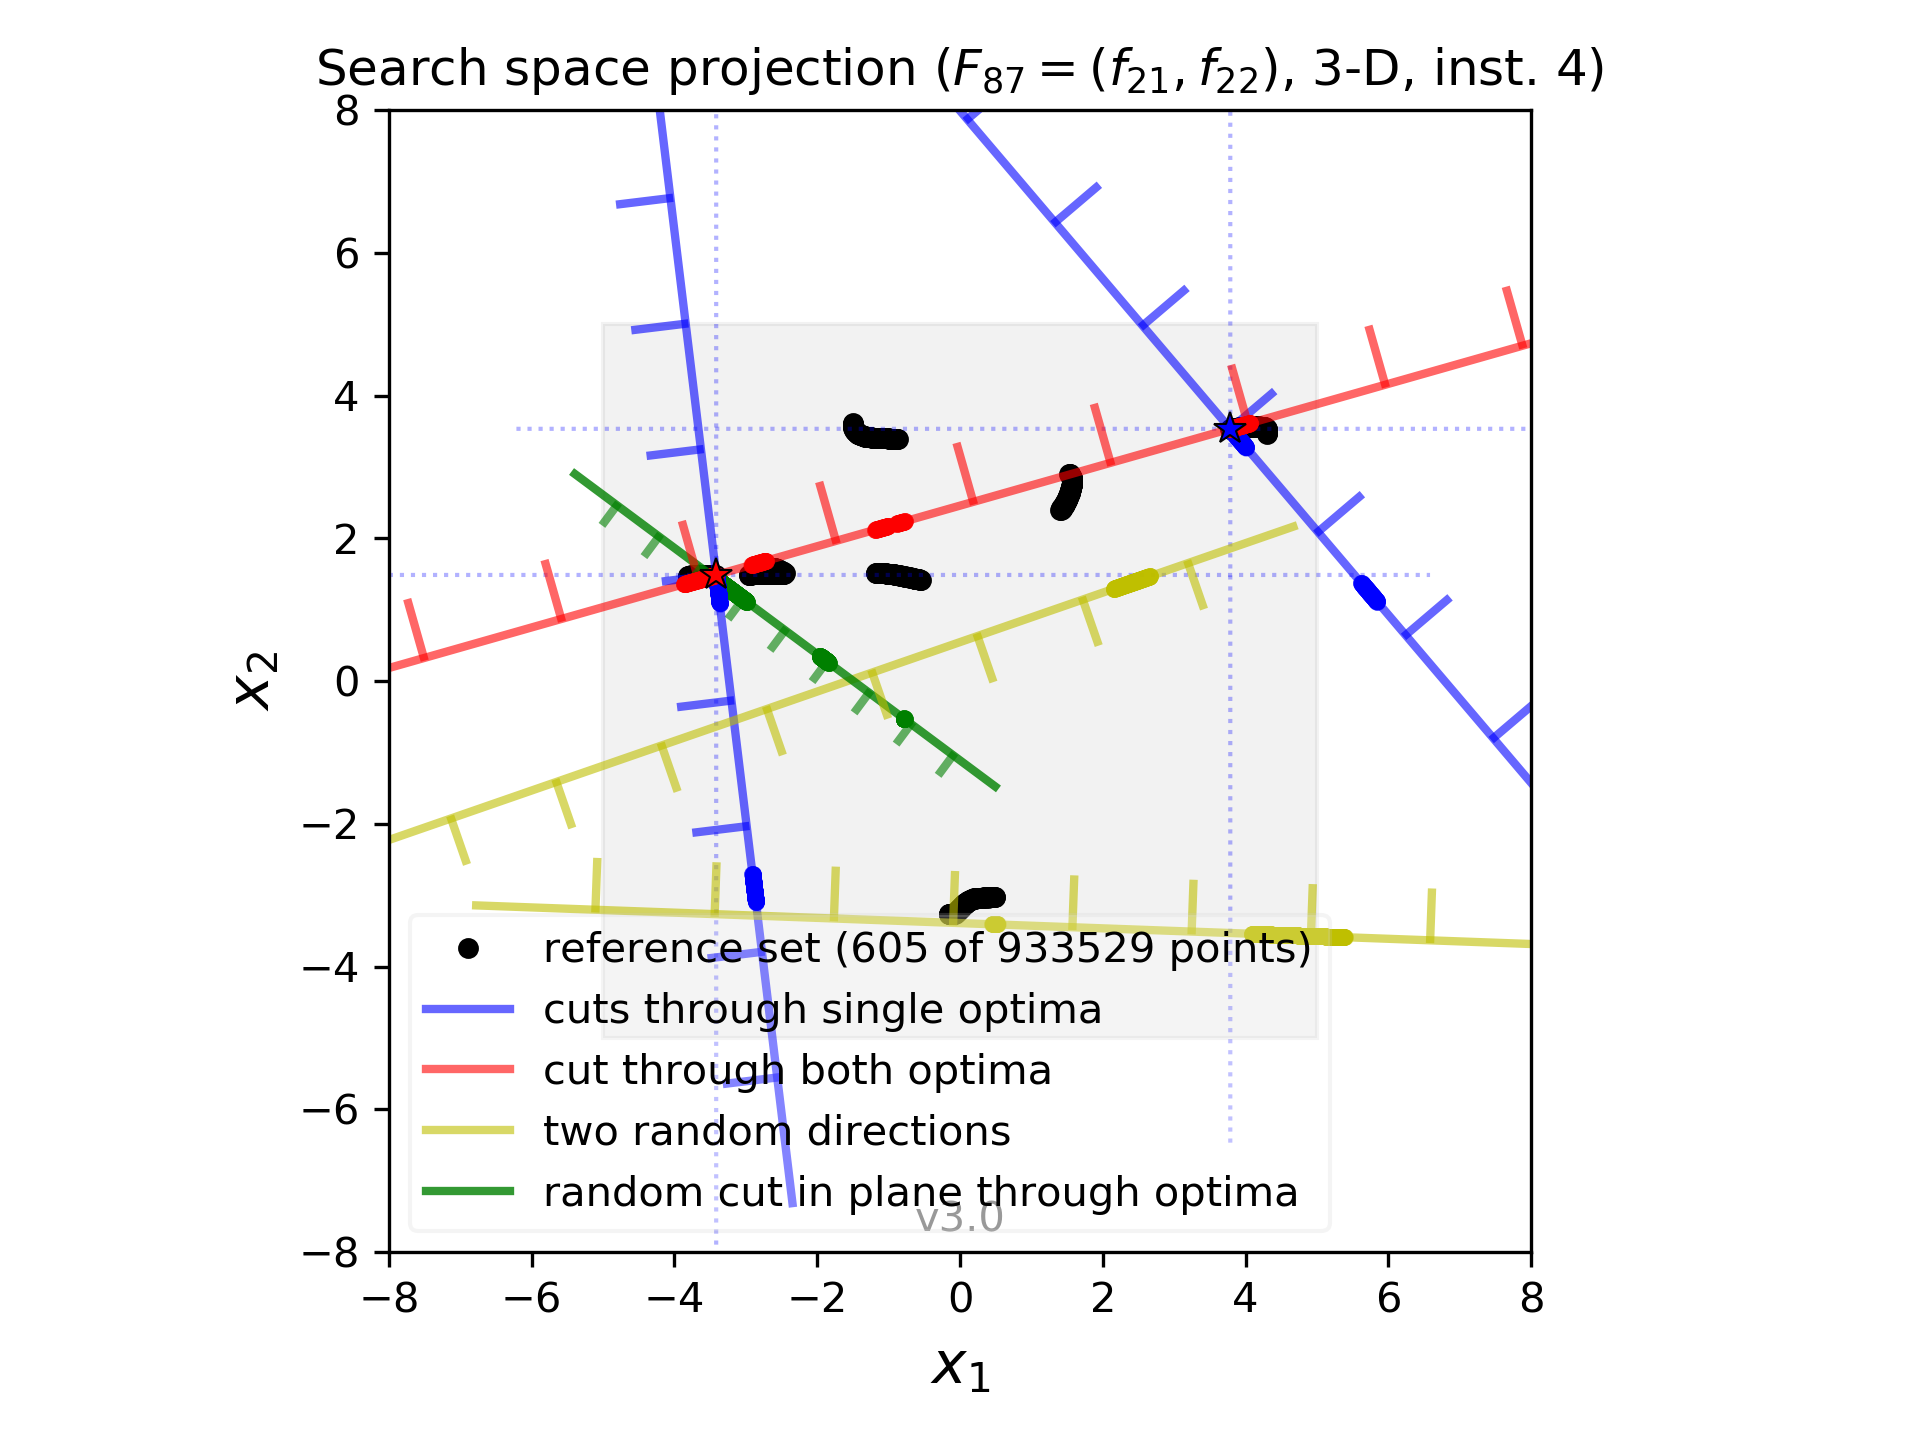 Search space projection (F₈₇ = (f₂₁, f₂₂), 3-D, inst. 4)
8
6
4
2
0
−2
−4
−6
−8
x₂
reference set (605 of 933529 points)
cuts through single optima
cut through both optima
two random directions
random cut in plane through optima
v3.0
−8 −6 −4 −2 0 2 4 6 8
x₁